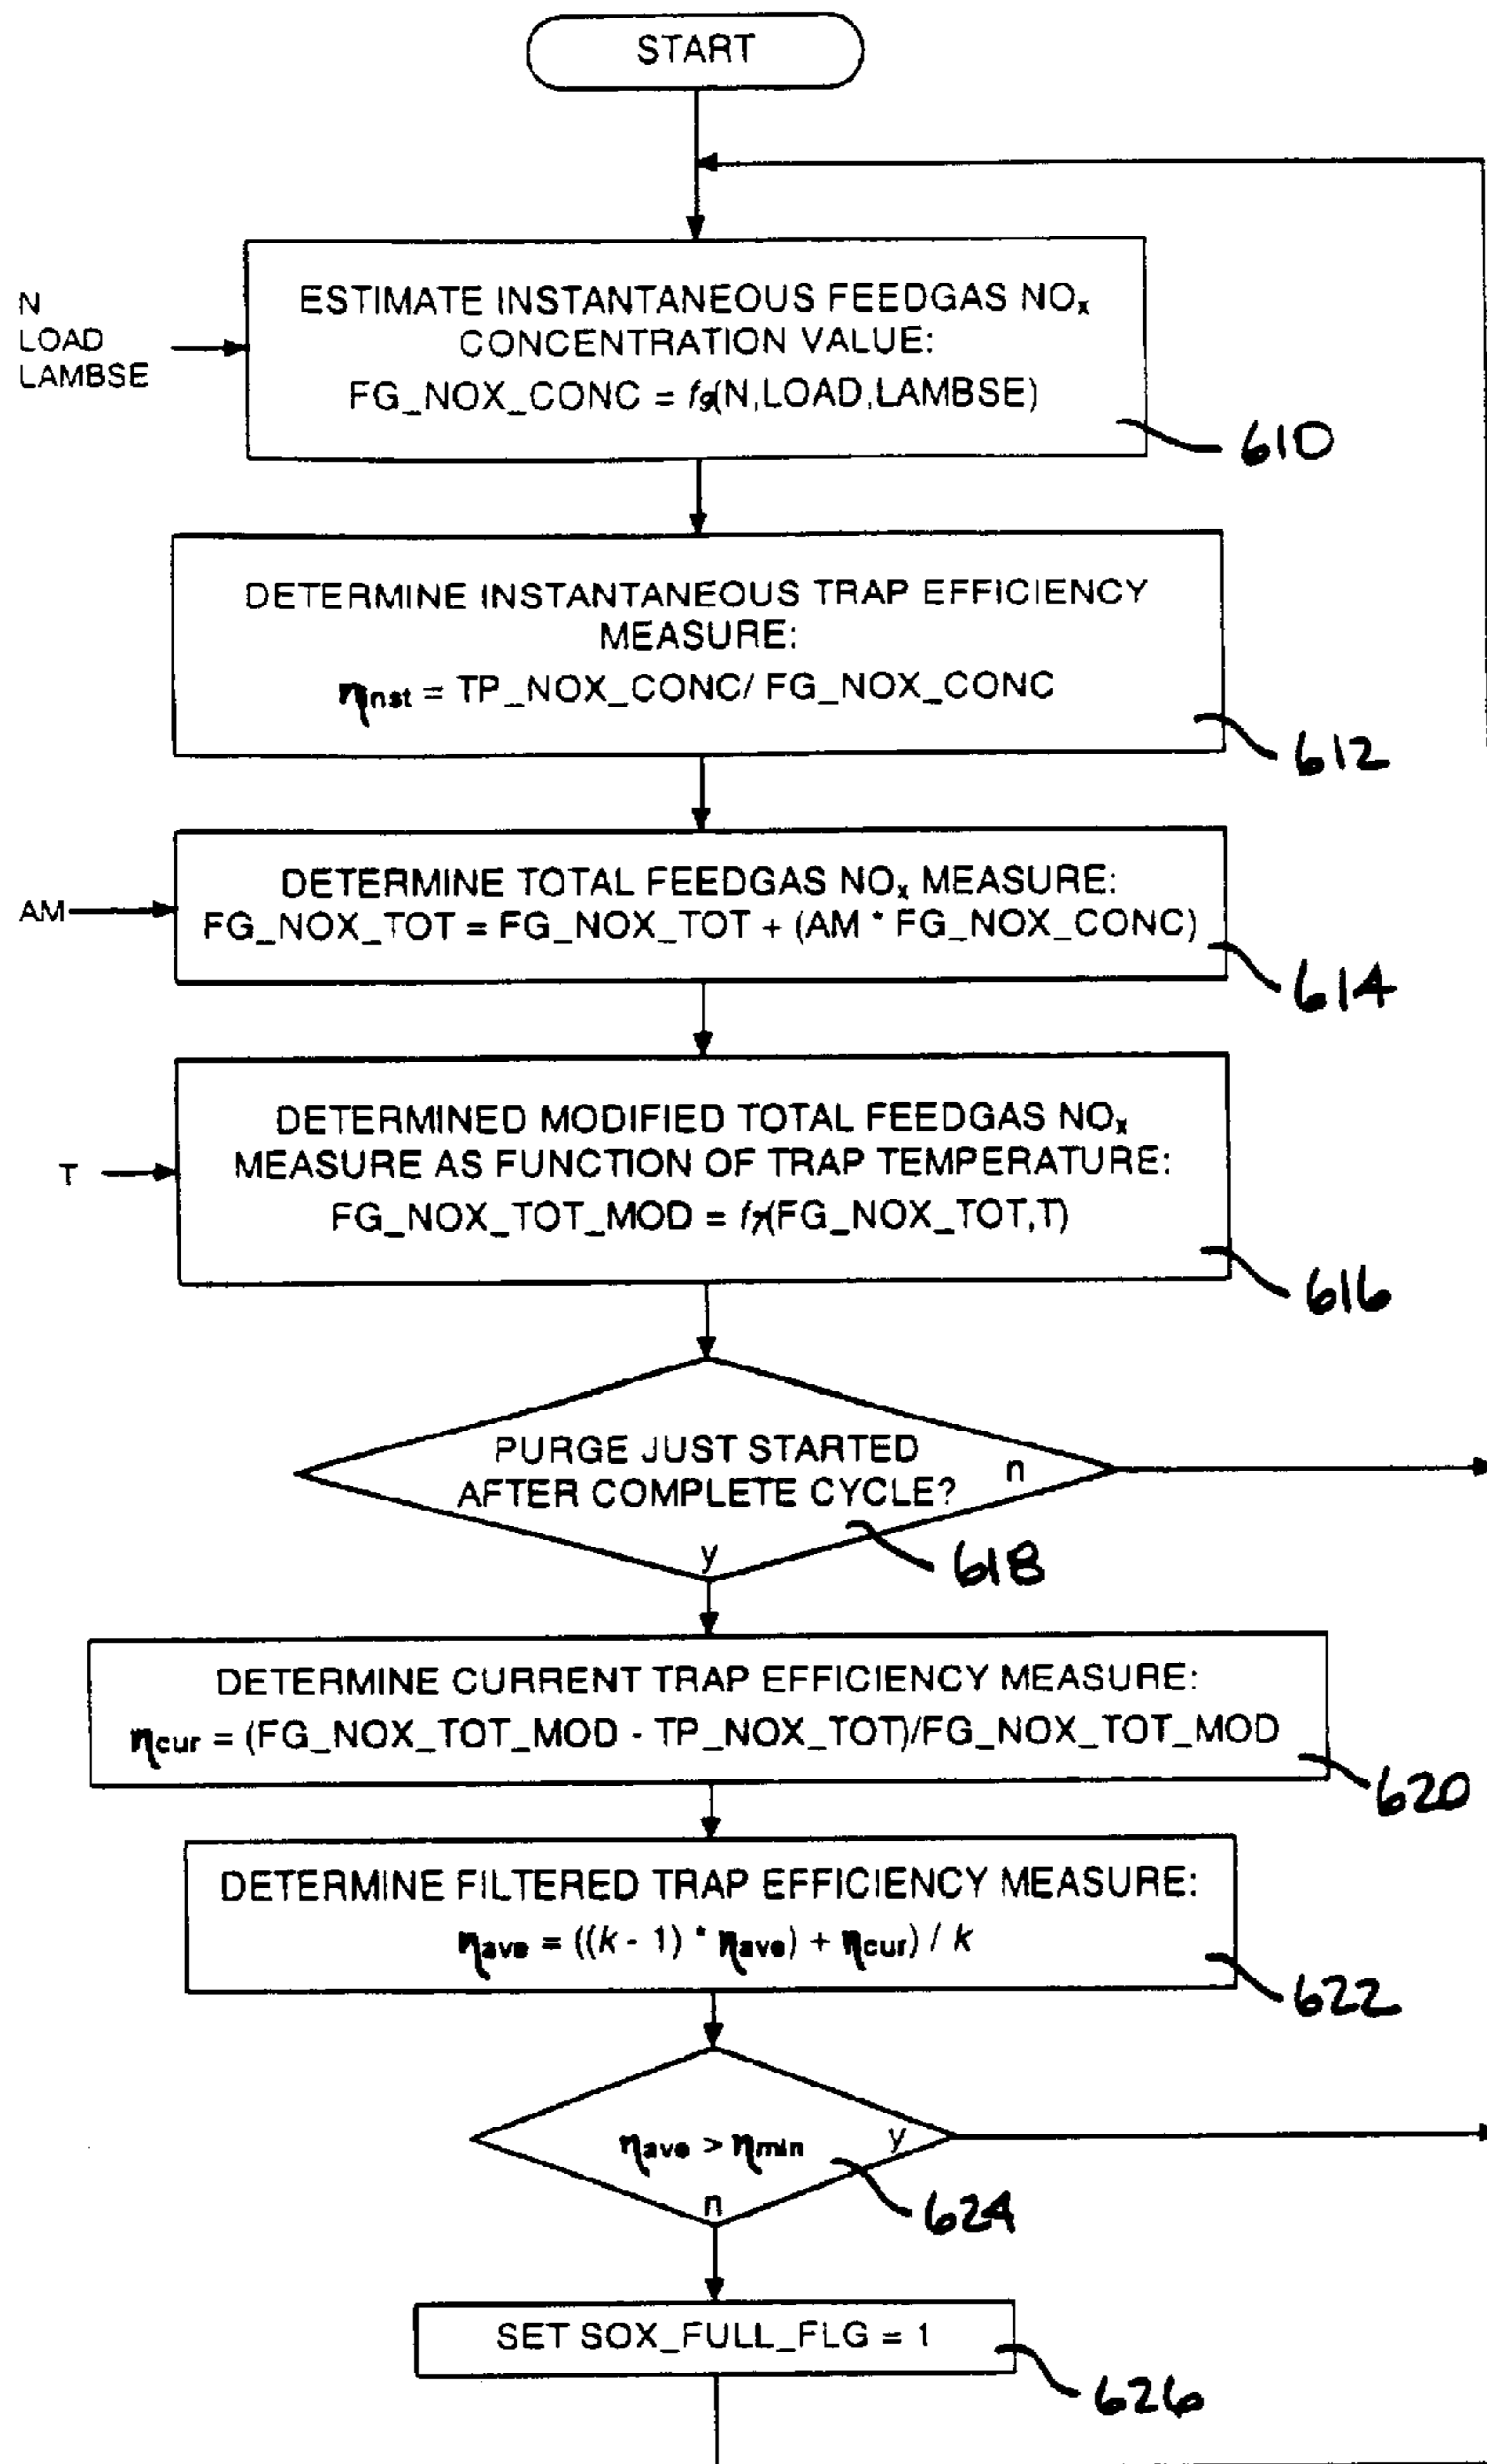 START
N
LOAD
LAMBSE
ESTIMATE INSTANTANEOUS FEEDGAS NOₓ
CONCENTRATION VALUE:
FG_NOX_CONC = (N,LOAD,LAMBSE)
610
DETERMINE INSTANTANEOUS TRAP EFFICIENCY
MEASURE:
ηinst = TP_NOX_CONC/ FG_NOX_CONC
612
AM
DETERMINE TOTAL FEEDGAS NOₓ MEASURE:
FG_NOX_TOT = FG_NOX_TOT + (AM * FG_NOX_CONC)
614
T
DETERMINED MODIFIED TOTAL FEEDGAS NOₓ
MEASURE AS FUNCTION OF TRAP TEMPERATURE:
FG_NOX_TOT_MOD = f7(FG_NOX_TOT,T)
616
PURGE JUST STARTED
AFTER COMPLETE CYCLE?
n
y
618
DETERMINE CURRENT TRAP EFFICIENCY MEASURE:
ηcur = (FG_NOX_TOT_MOD - TP_NOX_TOT)/FG_NOX_TOT_MOD
620
DETERMINE FILTERED TRAP EFFICIENCY MEASURE:
ηave = ((k - 1) * ηave) + ηcur) / k
622
ηave > ηmin
y
n
624
SET SOX_FULL_FLG = 1
626